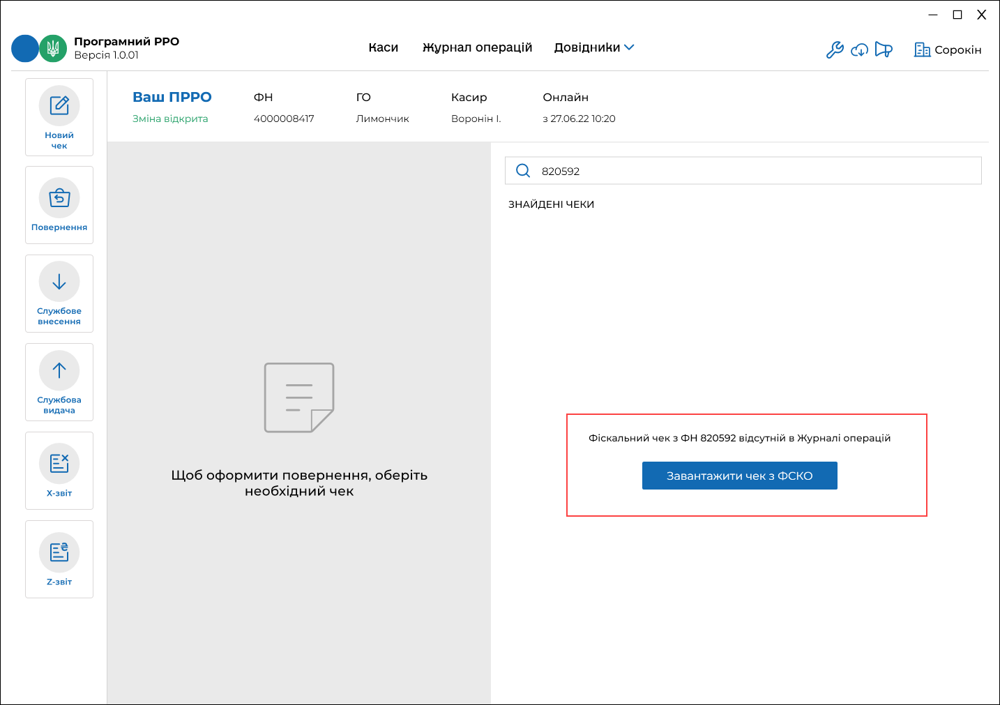 Програмний РРО
Версія 1.0.01
Каси
Журнал операцій
Довідники
Сорокін
Новий
чек
Повернення
Службове
внесення
Службова
видача
X-звіт
Z-звіт
Ваш ПРРО
Зміна відкрита
ФН
4000008417
ГО
Лимончик
Касир
Воронін І.
Онлайн
з 27.06.22 10:20
Щоб оформити повернення, оберіть
необхідний чек
820592
ЗНАЙДЕНІ ЧЕКИ
Фіскальний чек з ФН 820592 відсутній в Журналі операцій
Завантажити чек з ФСКО